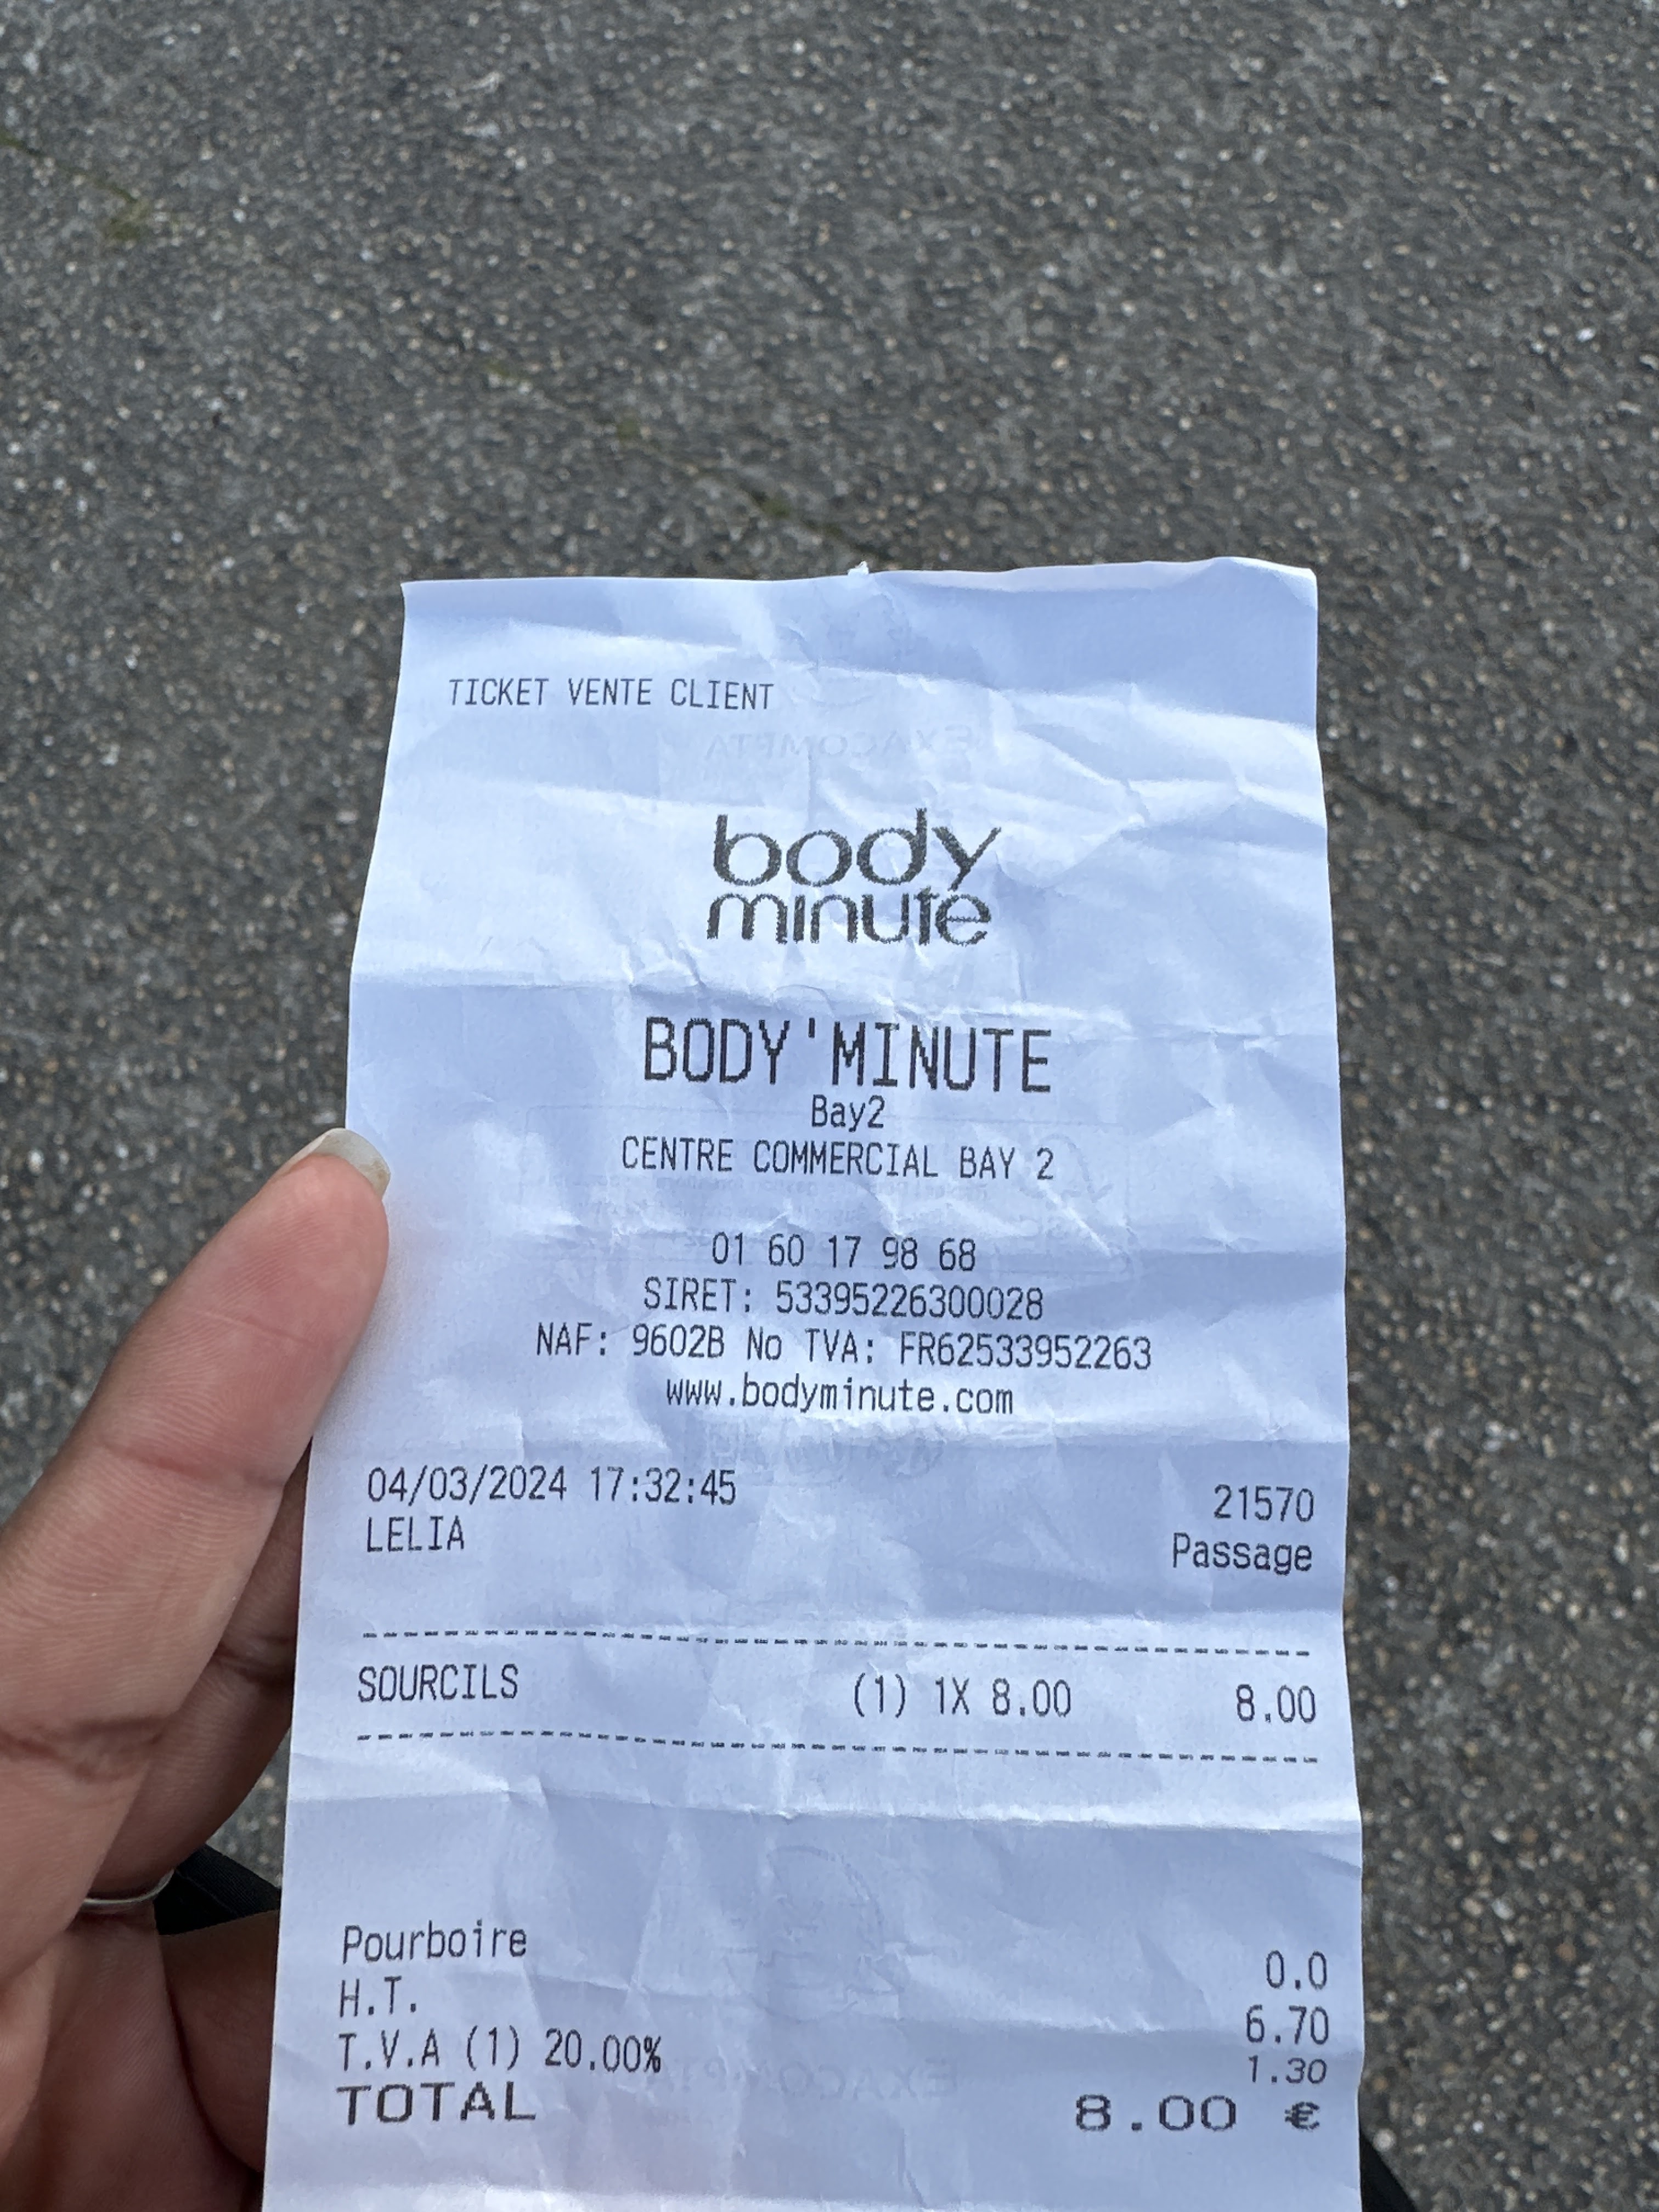 TICKET VENTE CLIENT
EXACOMPTA
body
minute
BODY'MINUTE
Bay2
CENTRE COMMERCIAL BAY 2
01 60 17 98 68
SIRET: 53395226300028
NAF: 9602B No TVA: FR62533952263
www.bodyminute.com
04/03/2024 17:32:45 21570
LELIA Passage
SOURCILS (1) 1X 8.00 8.00
Pourboire 0.0
H.T. 6.70
T.V.A (1) 20.00% 1.30
EXACOMPTA
TOTAL 8.00 €